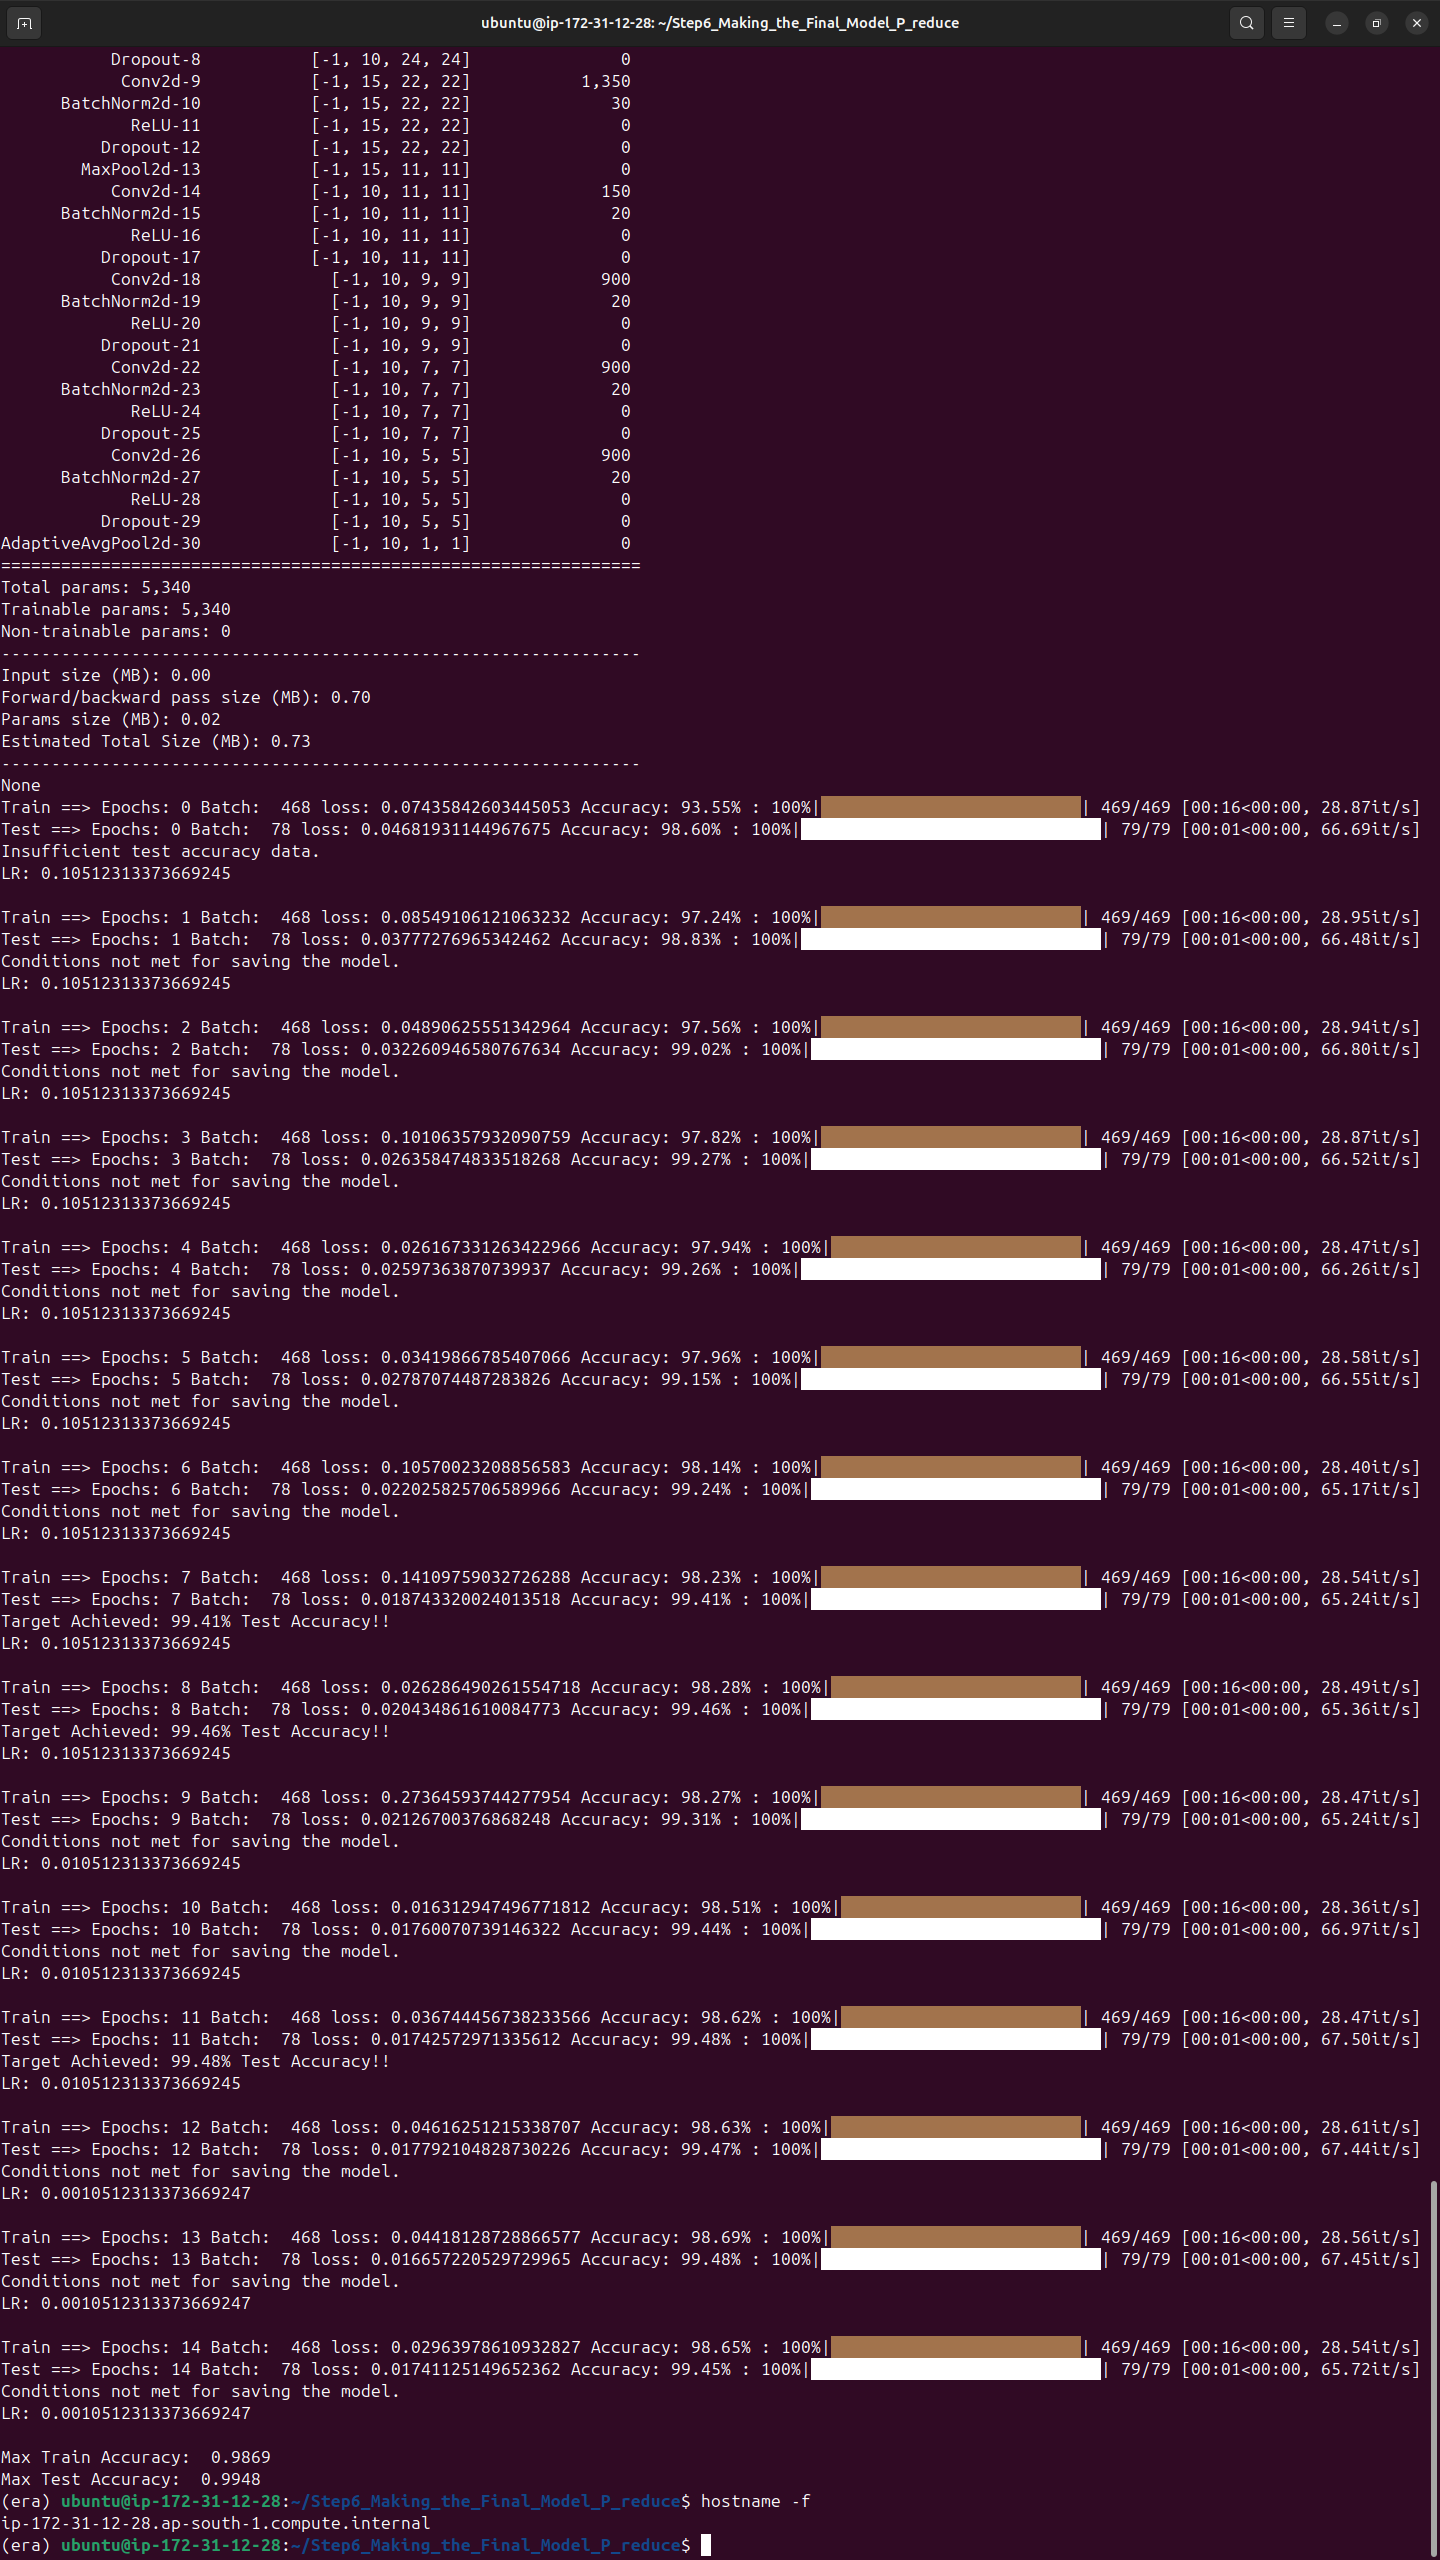 ubuntu@ip-172-31-12-28: ~/Step6_Making_the_Final_Model_P_reduce
Dropout-8 [-1, 10, 24, 24] 0
Conv2d-9 [-1, 15, 22, 22] 1,350
BatchNorm2d-10 [-1, 15, 22, 22] 30
ReLU-11 [-1, 15, 22, 22] 0
Dropout-12 [-1, 15, 22, 22] 0
MaxPool2d-13 [-1, 15, 11, 11] 0
Conv2d-14 [-1, 10, 11, 11] 150
BatchNorm2d-15 [-1, 10, 11, 11] 20
ReLU-16 [-1, 10, 11, 11] 0
Dropout-17 [-1, 10, 11, 11] 0
Conv2d-18 [-1, 10, 9, 9] 900
BatchNorm2d-19 [-1, 10, 9, 9] 20
ReLU-20 [-1, 10, 9, 9] 0
Dropout-21 [-1, 10, 9, 9] 0
Conv2d-22 [-1, 10, 7, 7] 900
BatchNorm2d-23 [-1, 10, 7, 7] 20
ReLU-24 [-1, 10, 7, 7] 0
Dropout-25 [-1, 10, 7, 7] 0
Conv2d-26 [-1, 10, 5, 5] 900
BatchNorm2d-27 [-1, 10, 5, 5] 20
ReLU-28 [-1, 10, 5, 5] 0
Dropout-29 [-1, 10, 5, 5] 0
AdaptiveAvgPool2d-30 [-1, 10, 1, 1] 0
================================================================
Total params: 5,340
Trainable params: 5,340
Non-trainable params: 0
----------------------------------------------------------------
Input size (MB): 0.00
Forward/backward pass size (MB): 0.70
Params size (MB): 0.02
Estimated Total Size (MB): 0.73
----------------------------------------------------------------
None
Train ==> Epochs: 0 Batch:  468 loss: 0.07435842603445053 Accuracy: 93.55% : 100%| | 469/469 [00:16<00:00, 28.87it/s]
Test ==> Epochs: 0 Batch:  78 loss: 0.04681931144967675 Accuracy: 98.60% : 100%| | 79/79 [00:01<00:00, 66.69it/s]
Insufficient test accuracy data.
LR: 0.10512313373669245
Train ==> Epochs: 1 Batch:  468 loss: 0.08549106121063232 Accuracy: 97.24% : 100%| | 469/469 [00:16<00:00, 28.95it/s]
Test ==> Epochs: 1 Batch:  78 loss: 0.03777276965342462 Accuracy: 98.83% : 100%| | 79/79 [00:01<00:00, 66.48it/s]
Conditions not met for saving the model.
LR: 0.10512313373669245
Train ==> Epochs: 2 Batch:  468 loss: 0.04890625551342964 Accuracy: 97.56% : 100%| | 469/469 [00:16<00:00, 28.94it/s]
Test ==> Epochs: 2 Batch:  78 loss: 0.032260946580767634 Accuracy: 99.02% : 100%| | 79/79 [00:01<00:00, 66.80it/s]
Conditions not met for saving the model.
LR: 0.10512313373669245
Train ==> Epochs: 3 Batch:  468 loss: 0.10106357932090759 Accuracy: 97.82% : 100%| | 469/469 [00:16<00:00, 28.87it/s]
Test ==> Epochs: 3 Batch:  78 loss: 0.026358474833518268 Accuracy: 99.27% : 100%| | 79/79 [00:01<00:00, 66.52it/s]
Conditions not met for saving the model.
LR: 0.10512313373669245
Train ==> Epochs: 4 Batch:  468 loss: 0.026167331263422966 Accuracy: 97.94% : 100%| | 469/469 [00:16<00:00, 28.47it/s]
Test ==> Epochs: 4 Batch:  78 loss: 0.02597363870739937 Accuracy: 99.26% : 100%| | 79/79 [00:01<00:00, 66.26it/s]
Conditions not met for saving the model.
LR: 0.10512313373669245
Train ==> Epochs: 5 Batch:  468 loss: 0.03419866785407066 Accuracy: 97.96% : 100%| | 469/469 [00:16<00:00, 28.58it/s]
Test ==> Epochs: 5 Batch:  78 loss: 0.02787074487283826 Accuracy: 99.15% : 100%| | 79/79 [00:01<00:00, 66.55it/s]
Conditions not met for saving the model.
LR: 0.10512313373669245
Train ==> Epochs: 6 Batch:  468 loss: 0.10570023208856583 Accuracy: 98.14% : 100%| | 469/469 [00:16<00:00, 28.40it/s]
Test ==> Epochs: 6 Batch:  78 loss: 0.022025825706589966 Accuracy: 99.24% : 100%| | 79/79 [00:01<00:00, 65.17it/s]
Conditions not met for saving the model.
LR: 0.10512313373669245
Train ==> Epochs: 7 Batch:  468 loss: 0.14109759032726288 Accuracy: 98.23% : 100%| | 469/469 [00:16<00:00, 28.54it/s]
Test ==> Epochs: 7 Batch:  78 loss: 0.018743320024013518 Accuracy: 99.41% : 100%| | 79/79 [00:01<00:00, 65.24it/s]
Target Achieved: 99.41% Test Accuracy!!
LR: 0.10512313373669245
Train ==> Epochs: 8 Batch:  468 loss: 0.026286490261554718 Accuracy: 98.28% : 100%| | 469/469 [00:16<00:00, 28.49it/s]
Test ==> Epochs: 8 Batch:  78 loss: 0.020434861610084773 Accuracy: 99.46% : 100%| | 79/79 [00:01<00:00, 65.36it/s]
Target Achieved: 99.46% Test Accuracy!!
LR: 0.10512313373669245
Train ==> Epochs: 9 Batch:  468 loss: 0.27364593744277954 Accuracy: 98.27% : 100%| | 469/469 [00:16<00:00, 28.47it/s]
Test ==> Epochs: 9 Batch:  78 loss: 0.02126700376868248 Accuracy: 99.31% : 100%| | 79/79 [00:01<00:00, 65.24it/s]
Conditions not met for saving the model.
LR: 0.010512313373669245
Train ==> Epochs: 10 Batch:  468 loss: 0.016312947496771812 Accuracy: 98.51% : 100%| | 469/469 [00:16<00:00, 28.36it/s]
Test ==> Epochs: 10 Batch:  78 loss: 0.01760070739146322 Accuracy: 99.44% : 100%| | 79/79 [00:01<00:00, 66.97it/s]
Conditions not met for saving the model.
LR: 0.010512313373669245
Train ==> Epochs: 11 Batch:  468 loss: 0.036744456738233566 Accuracy: 98.62% : 100%| | 469/469 [00:16<00:00, 28.47it/s]
Test ==> Epochs: 11 Batch:  78 loss: 0.01742572971335612 Accuracy: 99.48% : 100%| | 79/79 [00:01<00:00, 67.50it/s]
Target Achieved: 99.48% Test Accuracy!!
LR: 0.010512313373669245
Train ==> Epochs: 12 Batch:  468 loss: 0.04616251215338707 Accuracy: 98.63% : 100%| | 469/469 [00:16<00:00, 28.61it/s]
Test ==> Epochs: 12 Batch:  78 loss: 0.017792104828730226 Accuracy: 99.47% : 100%| | 79/79 [00:01<00:00, 67.44it/s]
Conditions not met for saving the model.
LR: 0.0010512313373669247
Train ==> Epochs: 13 Batch:  468 loss: 0.04418128728866577 Accuracy: 98.69% : 100%| | 469/469 [00:16<00:00, 28.56it/s]
Test ==> Epochs: 13 Batch:  78 loss: 0.016657220529729965 Accuracy: 99.48% : 100%| | 79/79 [00:01<00:00, 67.45it/s]
Conditions not met for saving the model.
LR: 0.0010512313373669247
Train ==> Epochs: 14 Batch:  468 loss: 0.02963978610932827 Accuracy: 98.65% : 100%| | 469/469 [00:16<00:00, 28.54it/s]
Test ==> Epochs: 14 Batch:  78 loss: 0.01741125149652362 Accuracy: 99.45% : 100%| | 79/79 [00:01<00:00, 65.72it/s]
Conditions not met for saving the model.
LR: 0.0010512313373669247
Max Train Accuracy:  0.9869
Max Test Accuracy:  0.9948
(era) ubuntu@ip-172-31-12-28:~/Step6_Making_the_Final_Model_P_reduce$ hostname -f
ip-172-31-12-28.ap-south-1.compute.internal
(era) ubuntu@ip-172-31-12-28:~/Step6_Making_the_Final_Model_P_reduce$